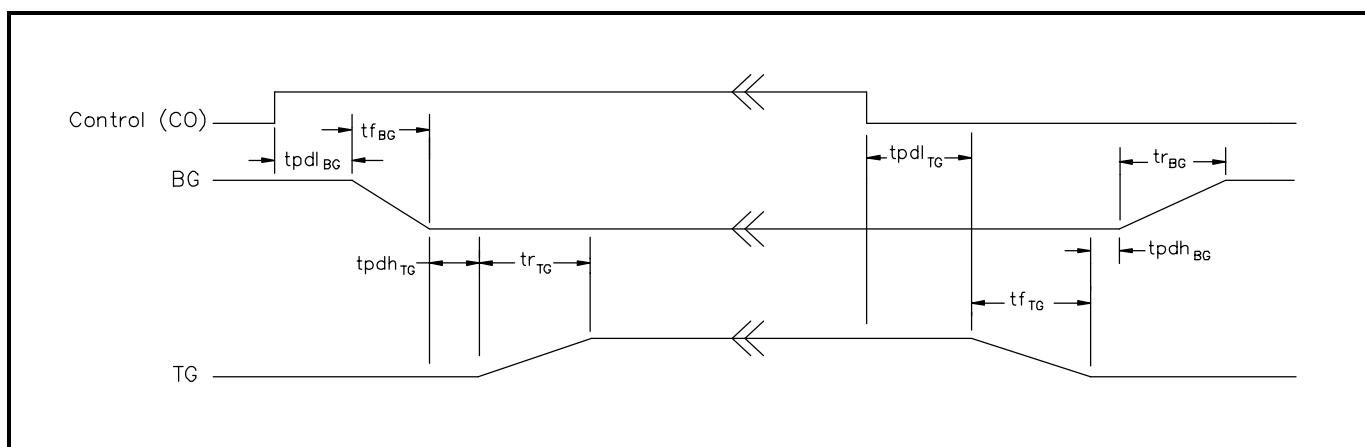 Control (CO)
tf BG
tpdl BG
tpdl TG
tr BG
BG
tpdh TG
tr TG
tpdh BG
tf TG
TG